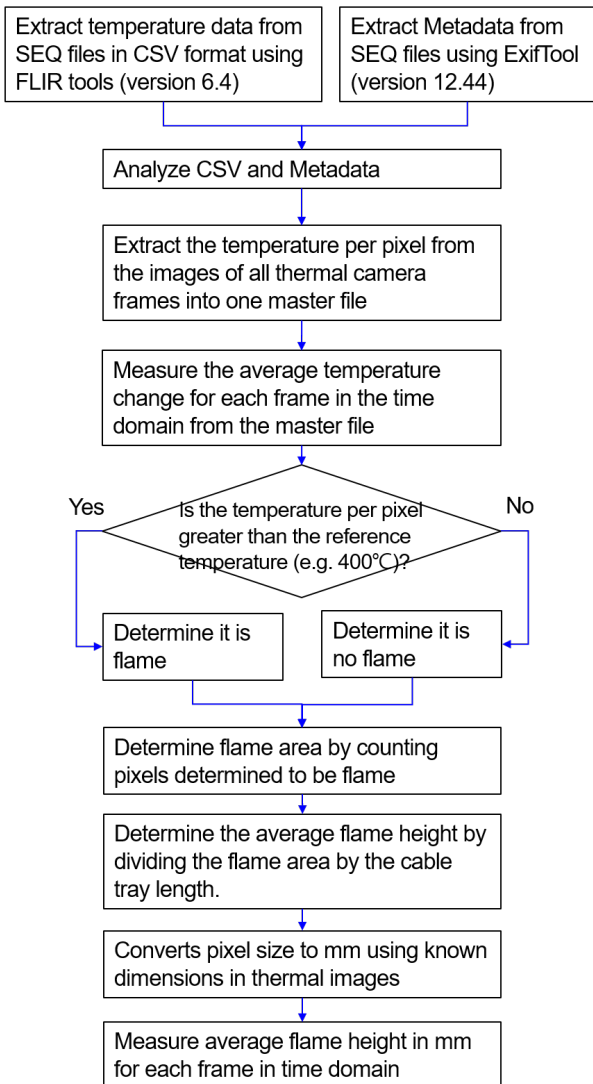 Extract temperature data from
SEQ files in CSV format using
FLIR tools (version 6.4)
Extract Metadata from
SEQ files using ExifTool
(version 12.44)
Analyze CSV and Metadata
Extract the temperature per pixel from
the images of all thermal camera
frames into one master file
Measure the average temperature
change for each frame in the time
domain from the master file
Yes
No
Is the temperature per pixel
greater than the reference
temperature (e.g. 400℃)?
Determine it is
flame
Determine it is
no flame
Determine flame area by counting
pixels determined to be flame
Determine the average flame height by
dividing the flame area by the cable
tray length.
Converts pixel size to mm using known
dimensions in thermal images
Measure average flame height in mm
for each frame in time domain